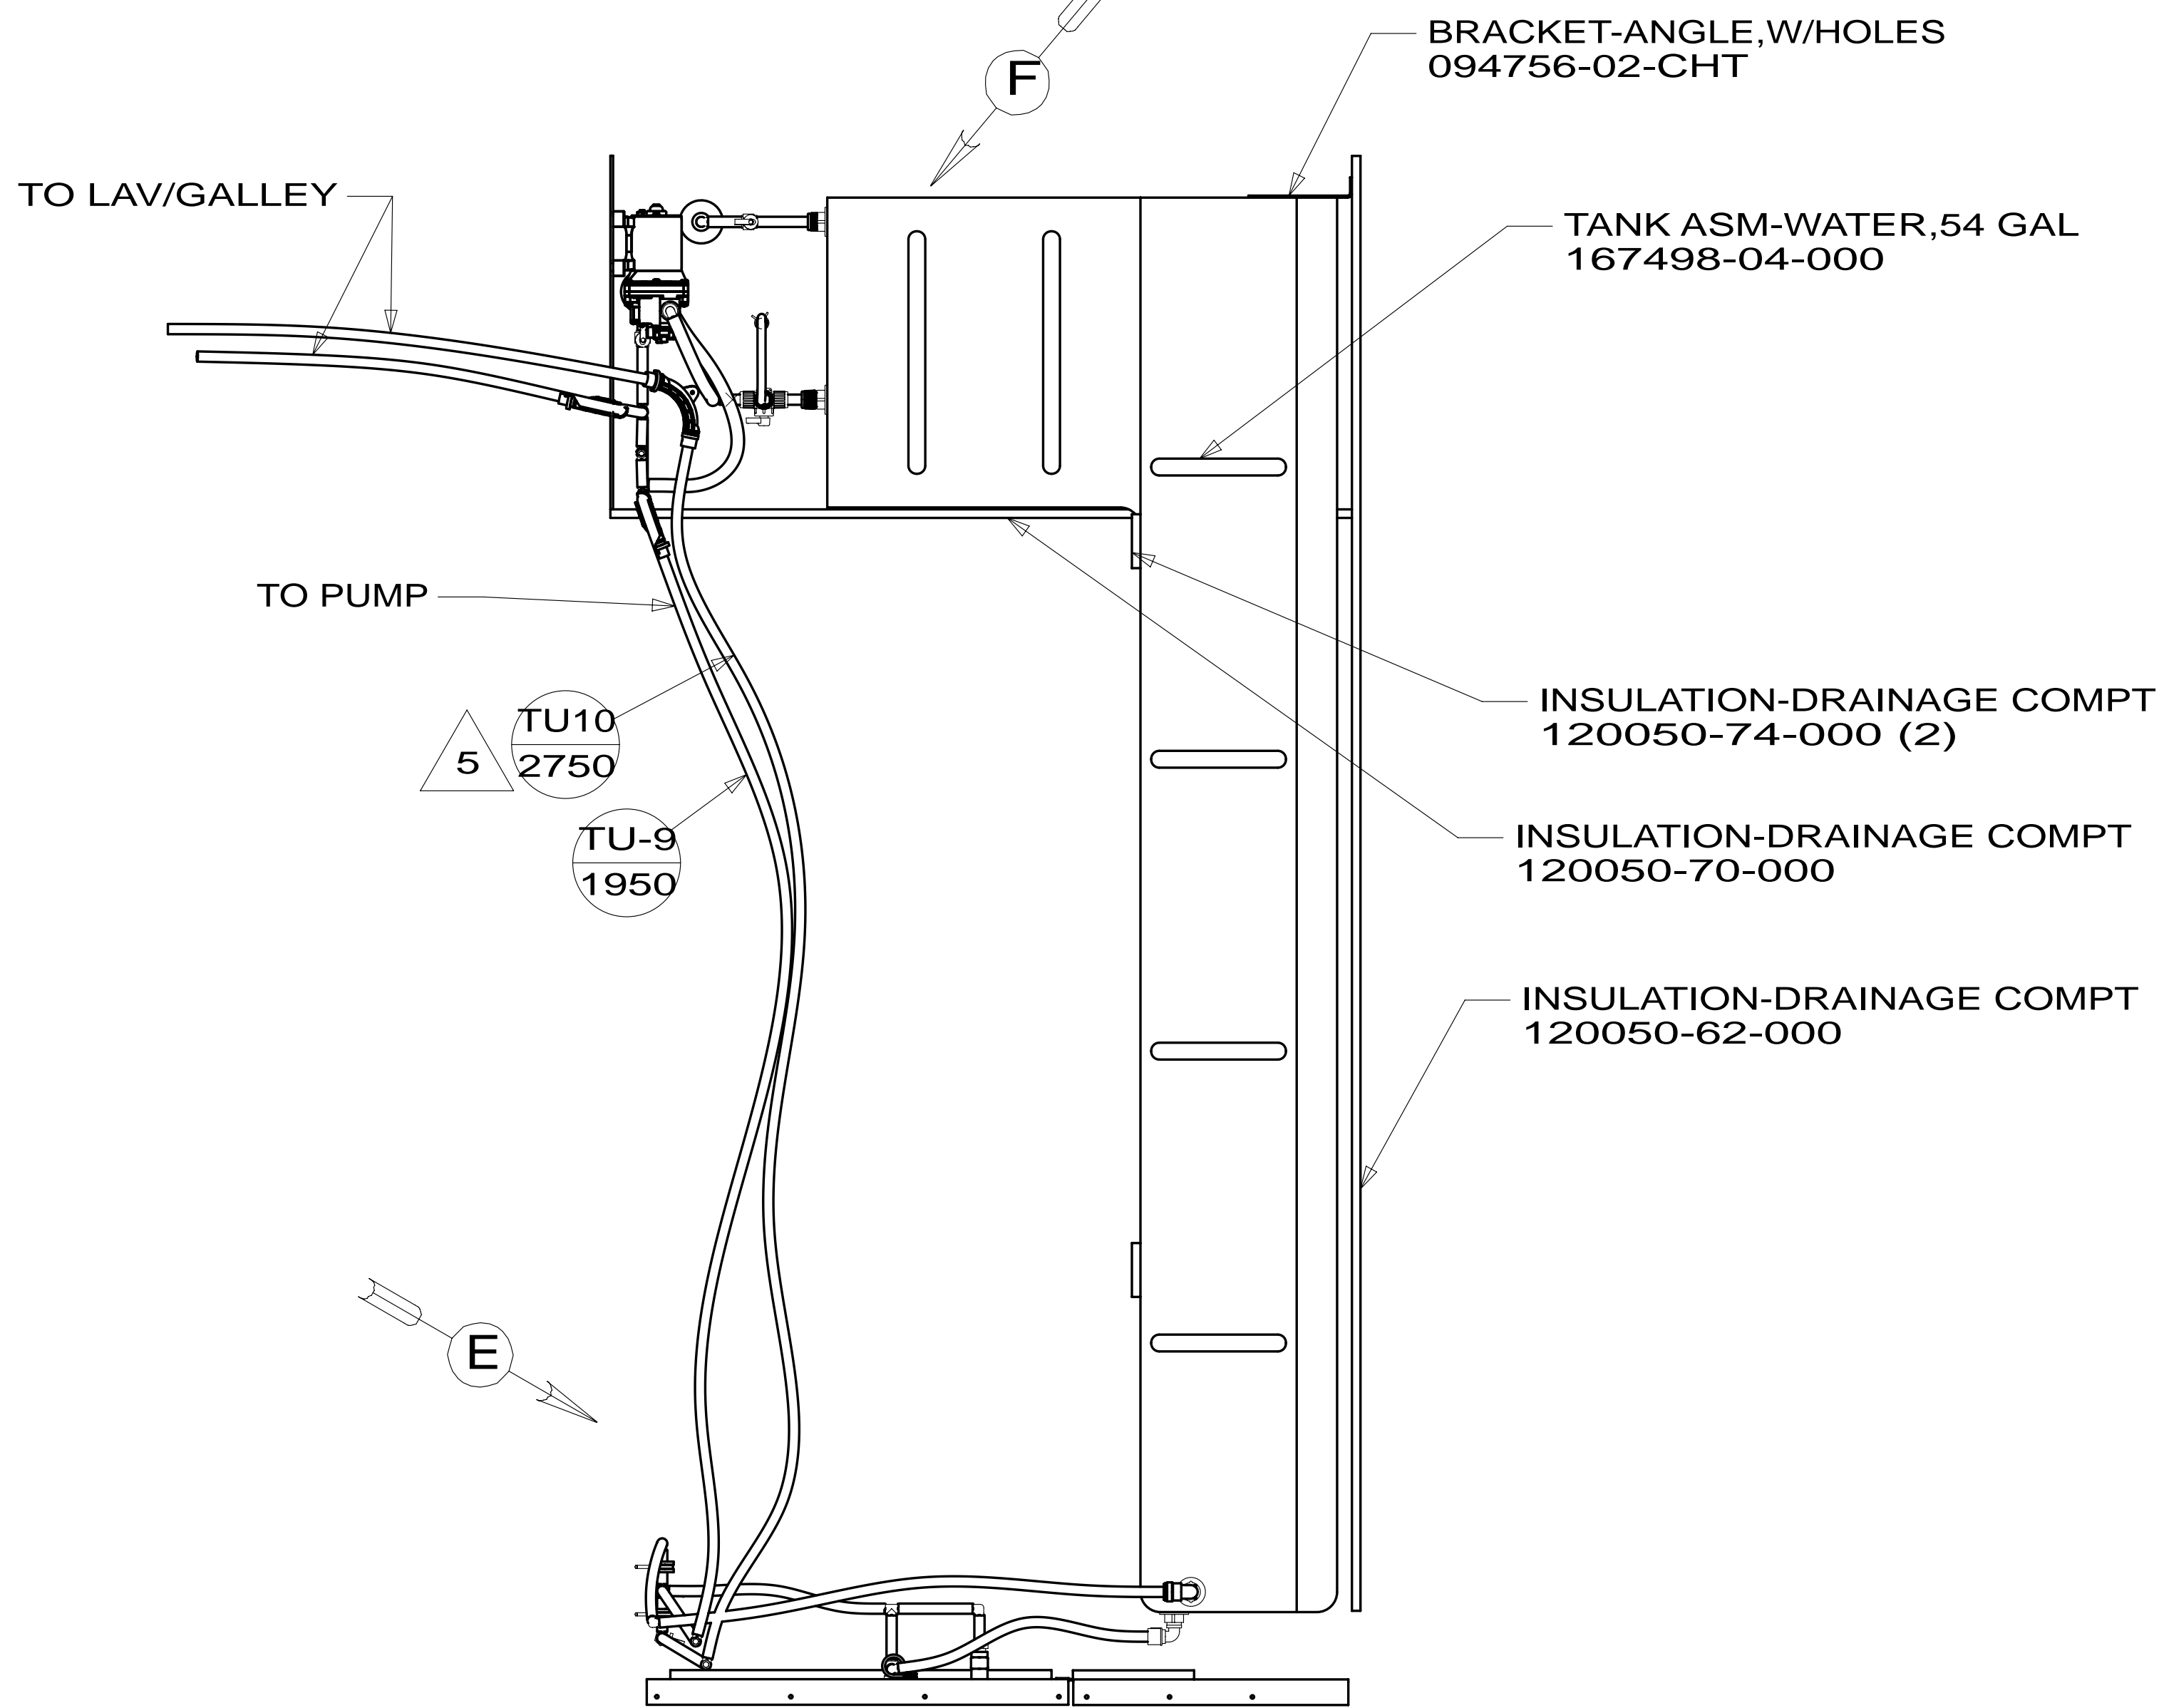 BRACKET-ANGLE,W/HOLES
094756-02-CHT
F
TO LAV/GALLEY
TANK ASM-WATER,54 GAL
167498-04-000
TO PUMP
INSULATION-DRAINAGE COMPT
120050-74-000 (2)
TU10
2750
5
TU-9
1950
INSULATION-DRAINAGE COMPT
120050-70-000
INSULATION-DRAINAGE COMPT
120050-62-000
E